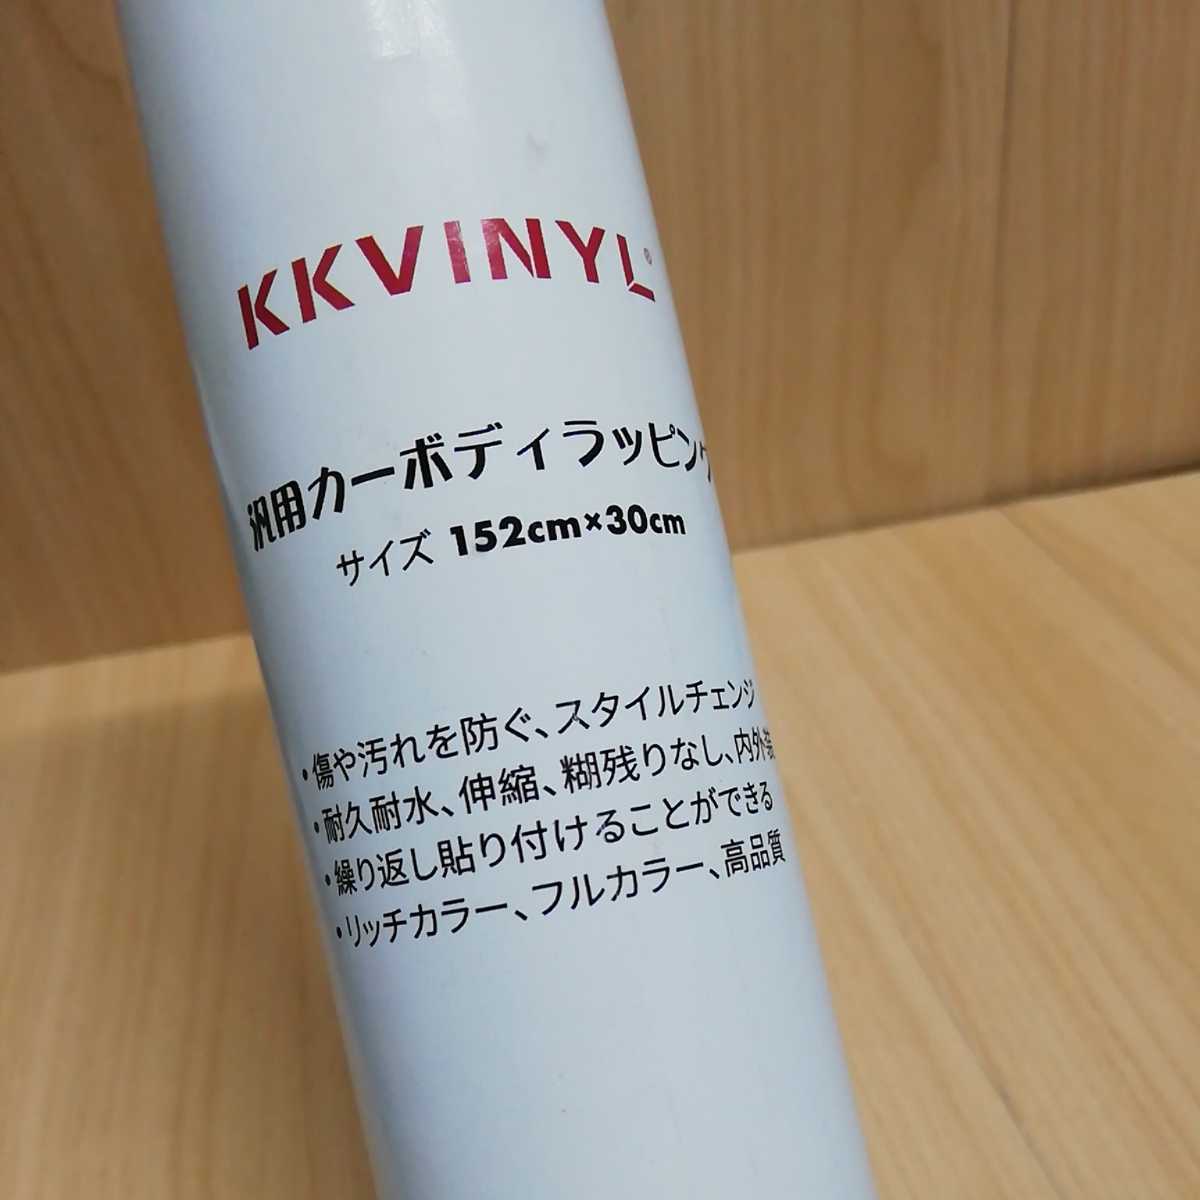 KKVINYL®
汎用カーボディラッピング
サイズ 152cm×30cm
・傷や汚れを防ぐ、スタイルチェンジ
・耐久耐水、伸縮、糊残りなし、内外装
・繰り返し貼り付けることができる
・リッチカラー、フルカラー、高品質